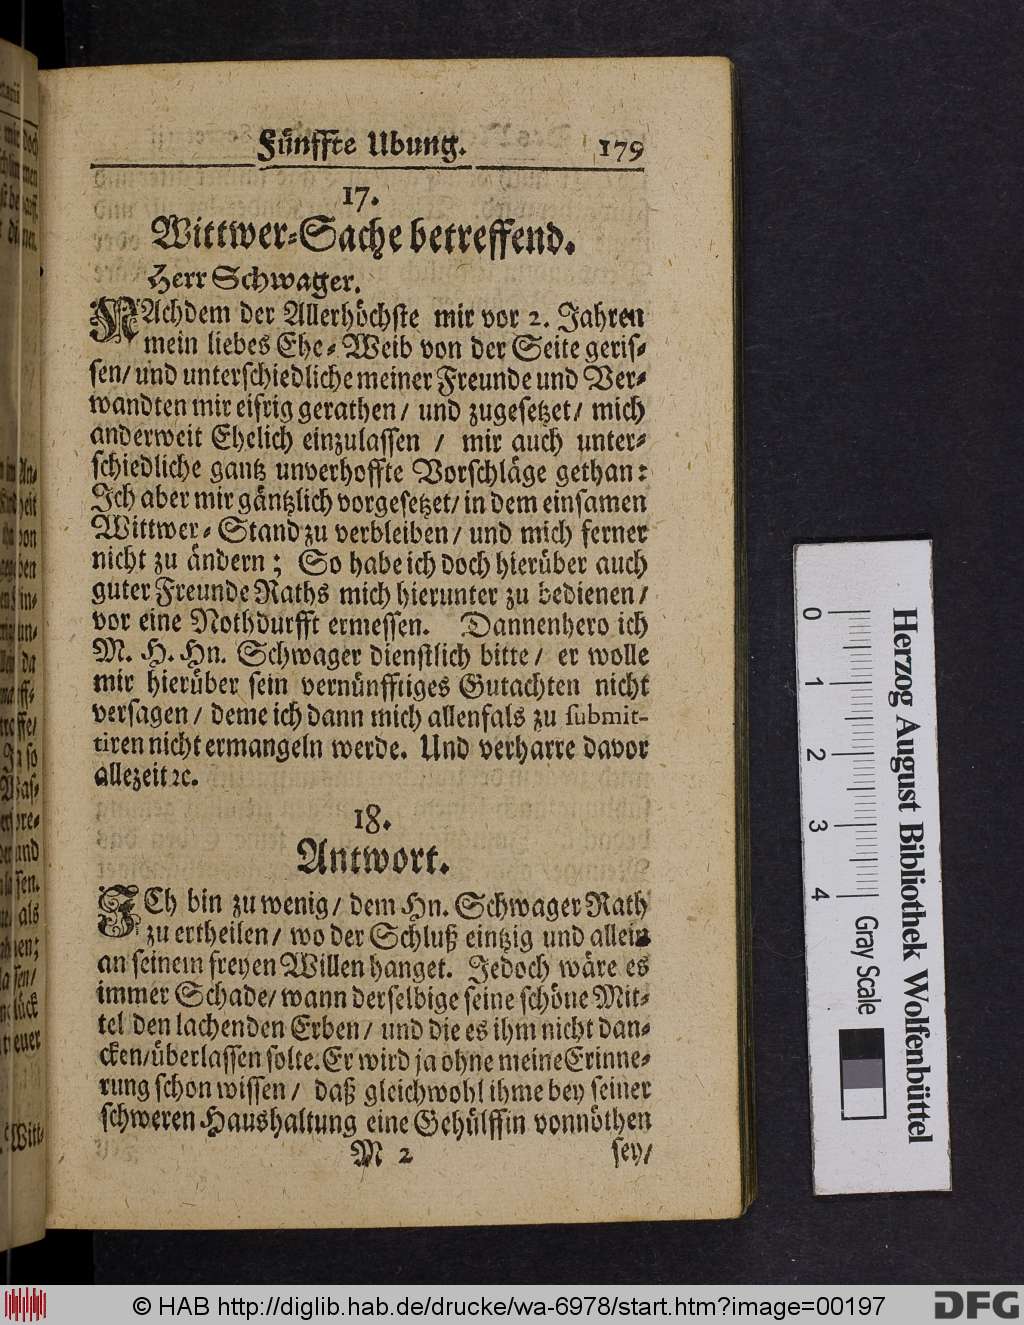 Fünffte Ubung. 179
17.
Wittwer-Sache betreffend.
Herr Schwager.
NAchdem der Allerhöchste mir vor 2. Jahren
mein liebes Ehe-Weib von der Seite geris-
sen/ und unterschiedliche meiner Freunde und Ver-
wandten mir eifrig gerathen/ und zugesetzet/ mich
anderweit Ehelich einzulassen / mir auch unter-
schiedliche gantz unverhoffte Vorschläge gethan:
Ich aber mir gäntzlich vorgesetzet/ in dem einsamen
Wittwer-Stand zu verbleiben/ und mich ferner
nicht zu ändern; So habe ich doch hierüber auch
guter Freunde Raths mich hierunter zu bedienen/
vor eine Nothdurfft ermessen. Dannenhero ich
M. H. Hn. Schwager dienstlich bitte/ er wolle
mir hierüber sein vernünfftiges Gutachten nicht
versagen/ deme ich dann mich allenfals zu submit-
tiren nicht ermangeln werde. Und verharre davor
allezeit ꝛc.
18.
Antwort.
ICh bin zu wenig/ dem Hn. Schwager Rath
zu ertheilen/ wo der Schluß eintzig und allein
an seinem freyen Willen hanget. Jedoch wäre es
immer Schade/ wann derselbige seine schöne Mit-
tel den lachenden Erben/ und die es ihm nicht dan-
cken/ überlassen solte. Er wird ja ohne meine Erinne-
rung schon wissen/ daß gleichwohl ihme bey seiner
schweren Haushaltung eine Gehülffin vonnöthen
M 2 sey/
0 1 2 3 4
Gray Scale
Herzog August Bibliothek Wolfenbüttel
© HAB http://diglib.hab.de/drucke/wa-6978/start.htm?image=00197
DFG